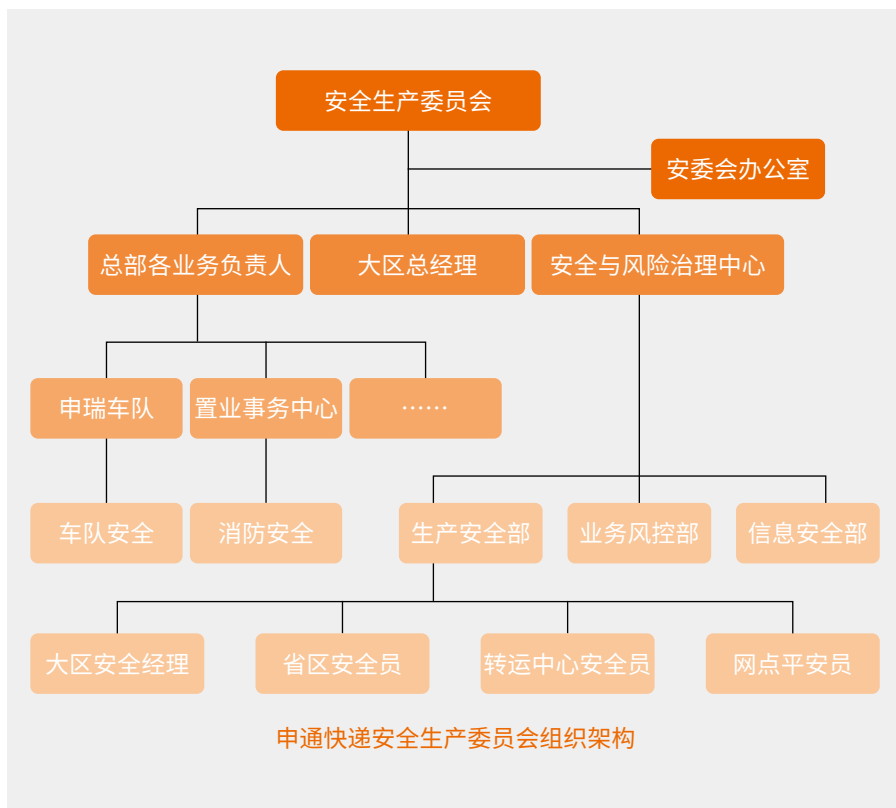 安全生产委员会
安委会办公室
总部各业务负责人
大区总经理
安全与风险治理中心
申瑞车队
置业事务中心
……
车队安全
消防安全
生产安全部
业务风控部
信息安全部
大区安全经理
省区安全员
转运中心安全员
网点平安员
申通快递安全生产委员会组织架构